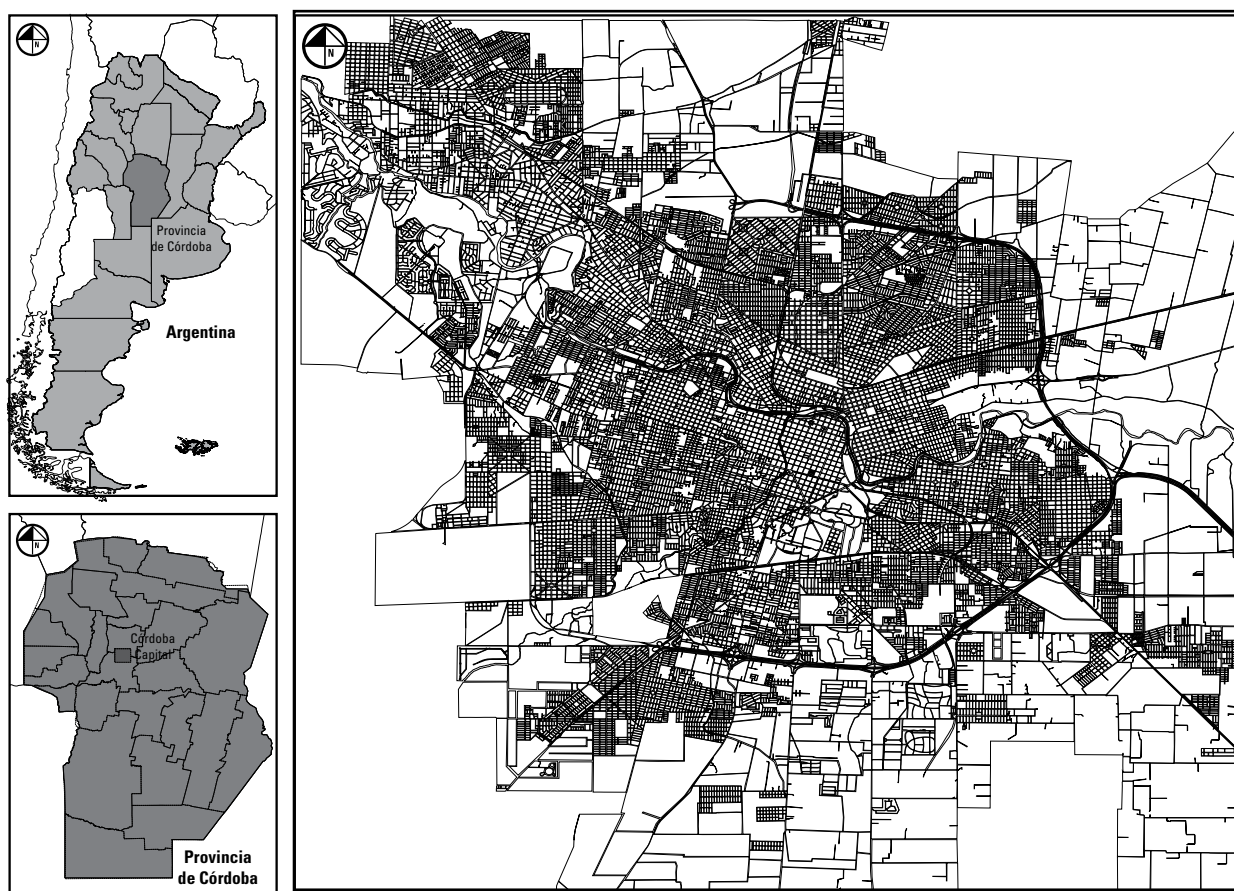 N
Provincia
de Córdoba
Argentina
N
Córdoba
Capital
Provincia
de Córdoba
N